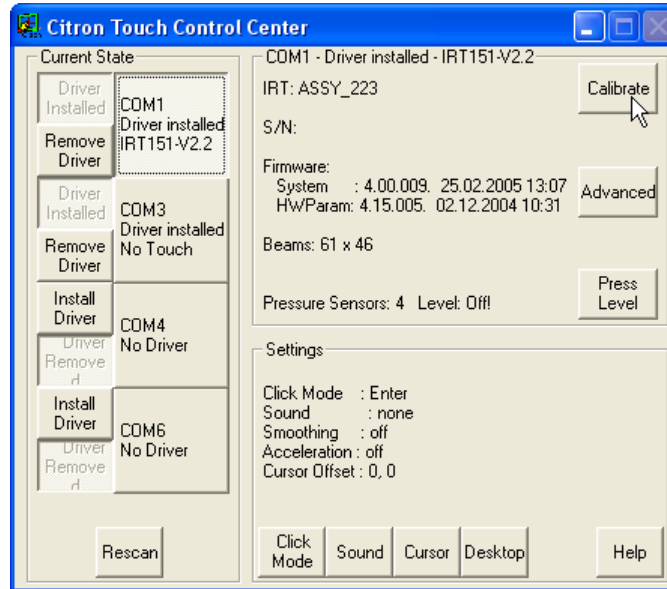 Citron Touch Control Center
Current State
Driver
Installed
Remove
Driver
COM1
Driver installed
IRT151-V2.2
Driver
Installed
Remove
Driver
COM3
Driver installed
No Touch
Install
Driver
Driver
Remove
d
COM4
No Driver
Install
Driver
Driver
Remove
d
COM6
No Driver
Rescan
COM1 - Driver installed - IRT151-V2.2
IRT: ASSY_223
S/N:
Firmware:
System : 4.00.009. 25.02.2005 13:07
HWParam: 4.15.005. 02.12.2004 10:31
Beams: 61 x 46
Pressure Sensors: 4 Level: Off!
Calibrate
Advanced
Press
Level
Settings
Click Mode : Enter
Sound : none
Smoothing : off
Acceleration : off
Cursor Offset : 0, 0
Click
Mode
Sound
Cursor
Desktop
Help